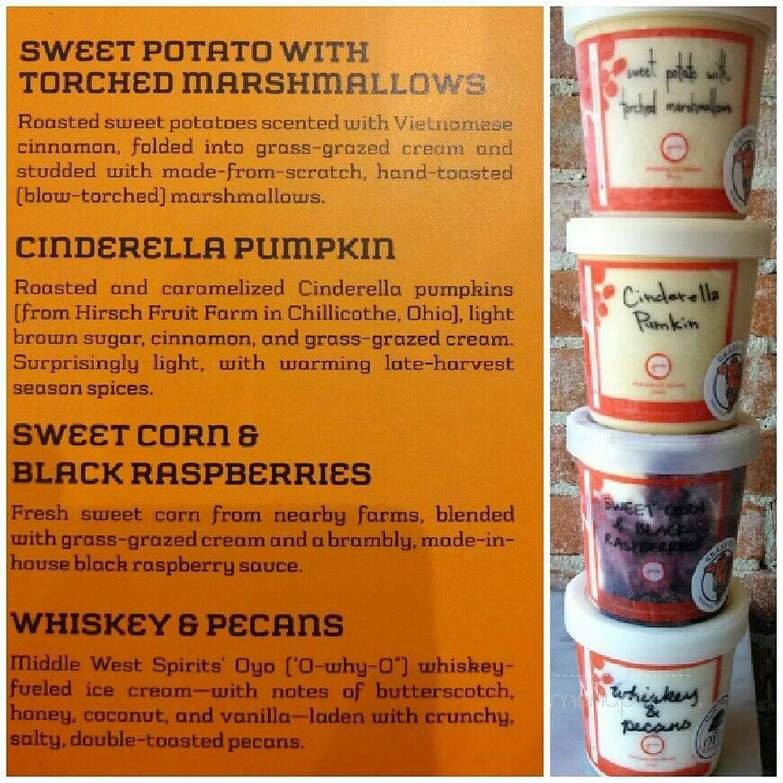 SWEET POTATO WITH
TORCHED MARSHMALLOWS
Roasted sweet potatoes scented with Vietnamese
cinnamon, folded into grass-grazed cream and
studded with made-from-scratch, hand-toasted
(blow-torched) marshmallows.
CINDERELLA PUMPKIN
Roasted and caramelized Cinderella pumpkins
(from Hirsch Fruit Farm in Chillicothe, Ohio), light
brown sugar, cinnamon, and grass-grazed cream.
Surprisingly light, with warming late-harvest
season spices.
SWEET CORN &
BLACK RASPBERRIES
Fresh sweet corn from nearby farms, blended
with grass-grazed cream and a brambly, made-in-
house black raspberry sauce.
WHISKEY & PECANS
Middle West Spirits' Oyo ("O-why-O") whiskey-
fueled ice cream—with notes of butterscotch,
honey, coconut, and vanilla—laden with crunchy,
salty, double-toasted pecans.
sweet potato with
torched marshmallows
Cinderella
Pumkin
SWEET CORN
& BLACK
RASPBERRIES
whiskey
&
pecans